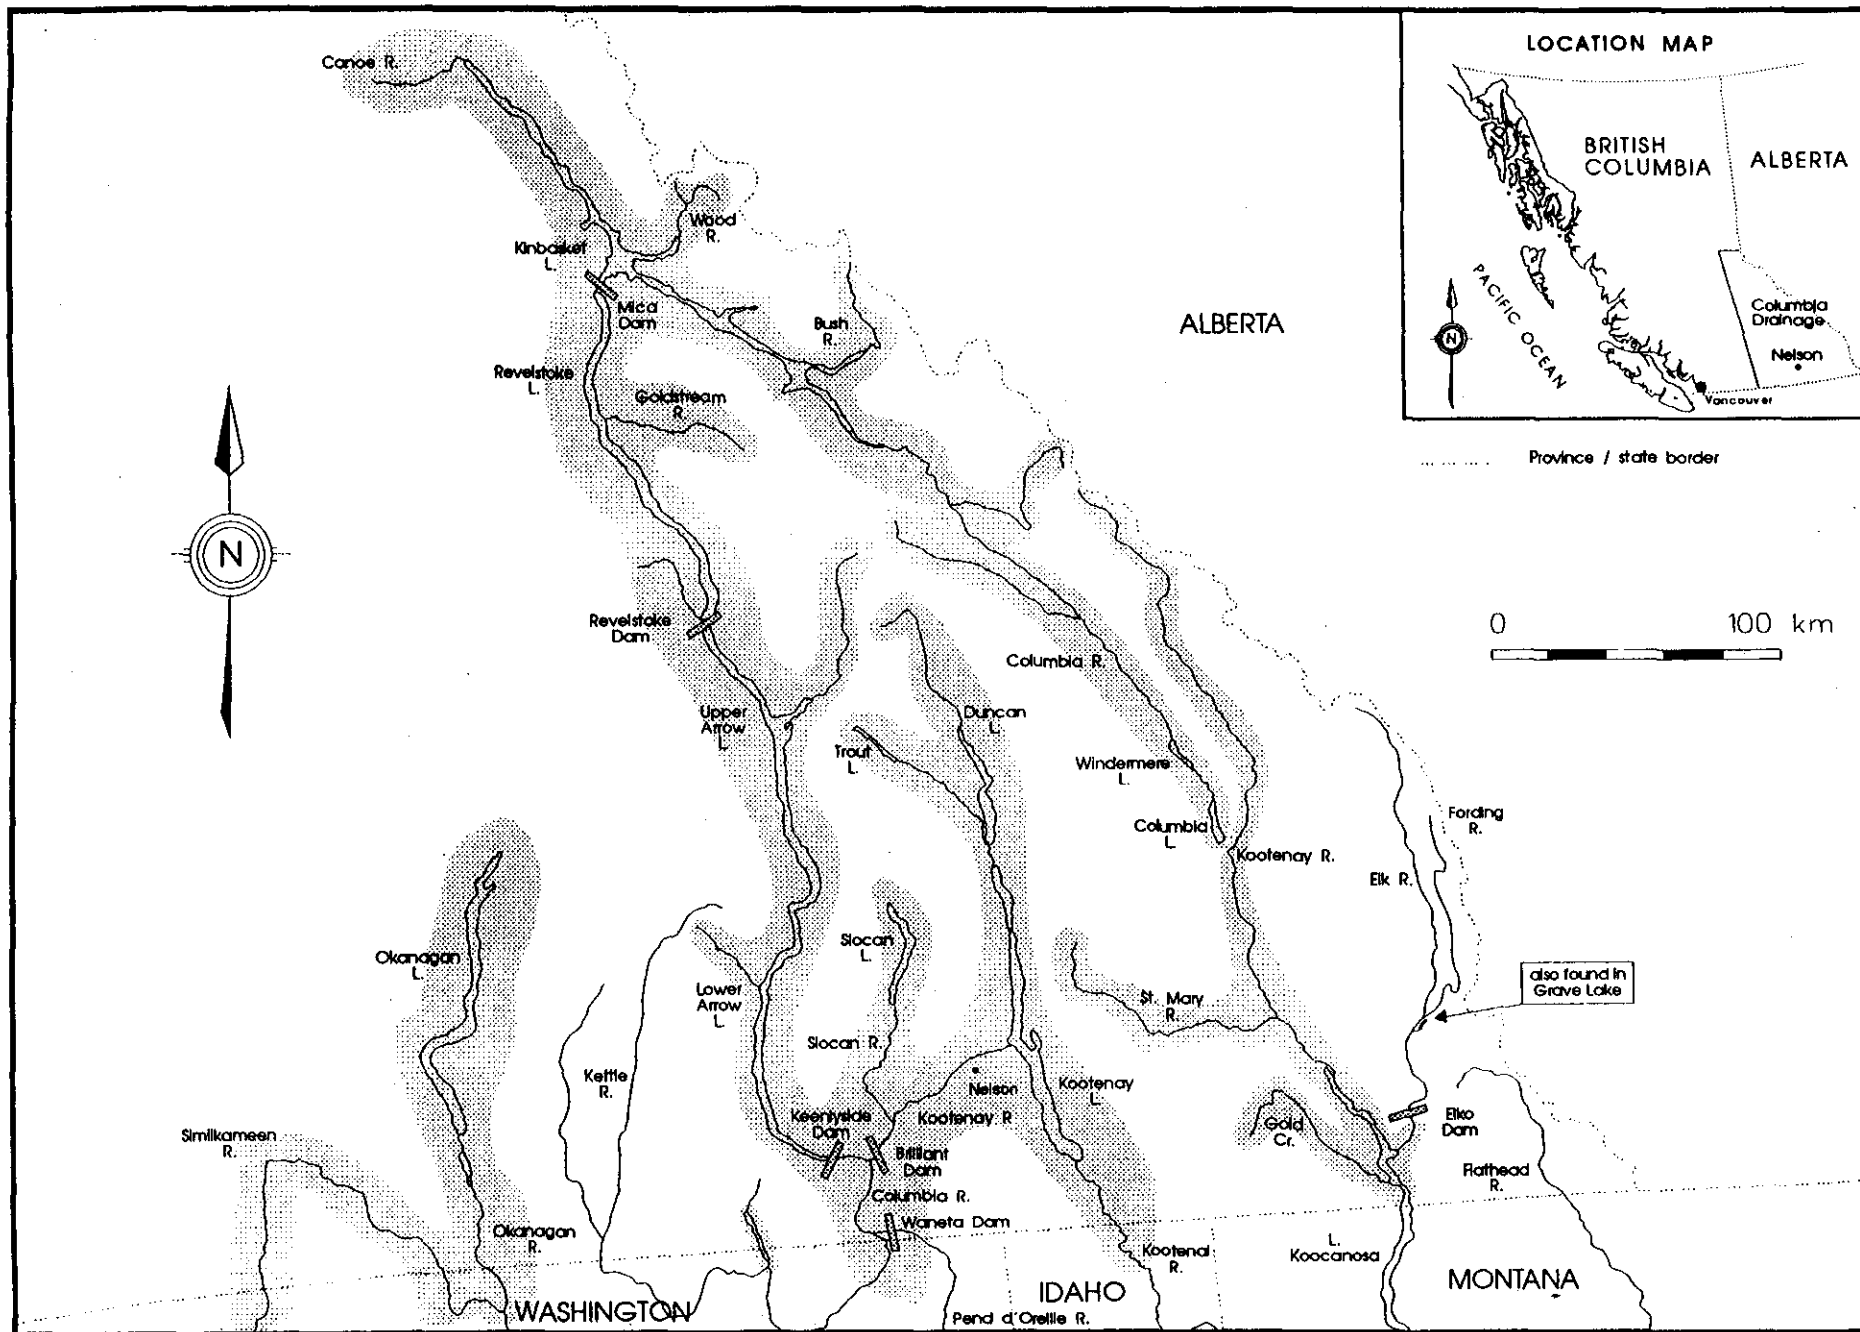 LOCATION MAP
BRITISH
COLUMBIA
ALBERTA
PACIFIC OCEAN
Columbia
Drainage
Nelson
Vancouver
N
Province / state border
0 100 km
Canoe R.
Wood
R.
Kinbasket
L.
Mica
Dam
Bush
R.
ALBERTA
Revelstoke
L.
Goldstream
R.
N
Revelstoke
Dam
Columbia R.
Upper
Arrow
L.
Duncan
L.
Trout
L.
Windermere
L.
Columbia
L.
Fording
R.
Kootenay R.
Elk R.
Okanagan
L.
Slocan
L.
Lower
Arrow
L.
St. Mary
R.
also found in
Grave Lake
Slocan R.
Kettle
R.
Nelson
Kootenay
L.
Keenlyside
Dam
Kootenay R
Gold
Cr.
Elko
Dam
Similkameen
R.
Brilliant
Dam
Flathead
R.
Columbia R.
Waneta Dam
Okanagan
R.
Kootenai
R.
L.
Koocanosa
IDAHO
MONTANA
WASHINGTON
Pend d'Oreille R.